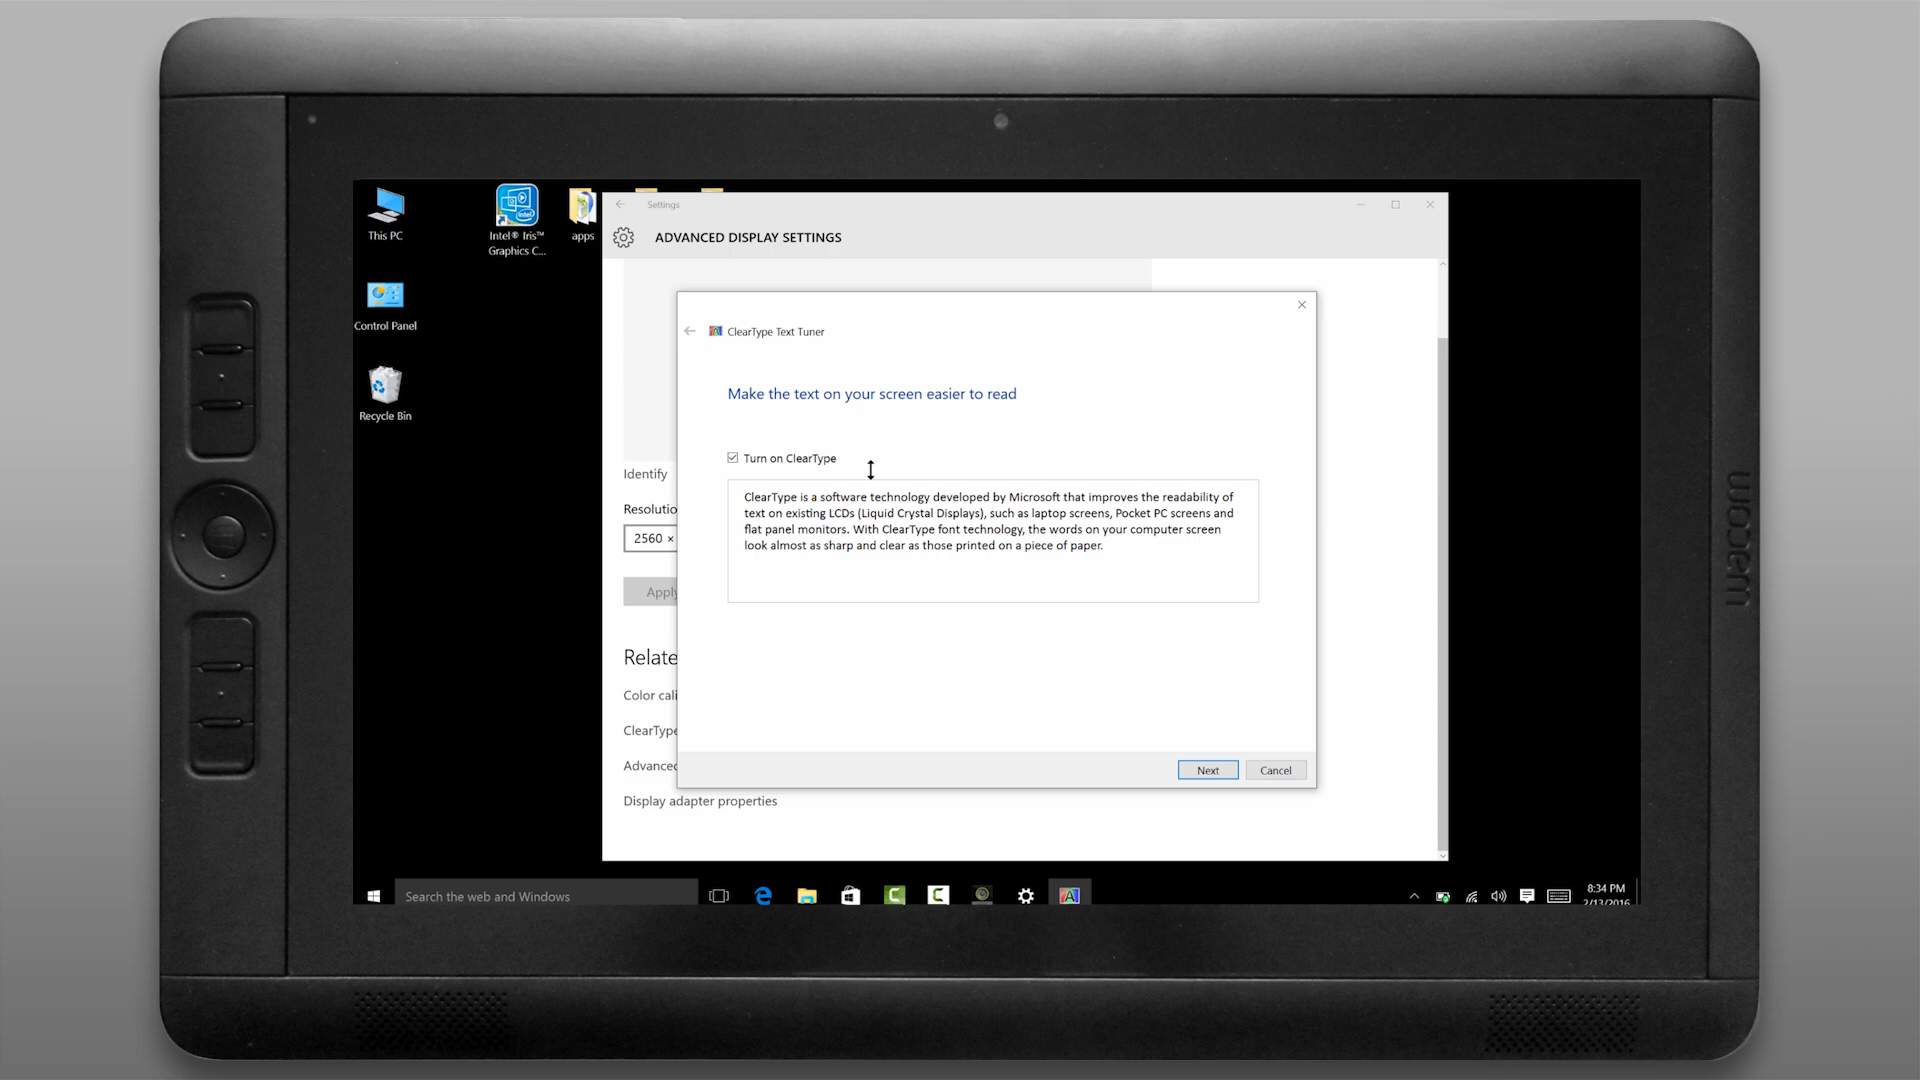 This PC
Intel® Iris™
Graphics C...
apps
Control Panel
Recycle Bin
Settings
ADVANCED DISPLAY SETTINGS
ClearType Text Tuner
Make the text on your screen easier to read
Turn on ClearType
ClearType is a software technology developed by Microsoft that improves the readability of
text on existing LCDs (Liquid Crystal Displays), such as laptop screens, Pocket PC screens and
flat panel monitors. With ClearType font technology, the words on your computer screen
look almost as sharp and clear as those printed on a piece of paper.
Next
Cancel
Identify
Resolutio
2560 ×
Apply
Relate
Color cali
ClearType
Advanced
Display adapter properties
Search the web and Windows
8:34 PM
2/13/2016
wacom